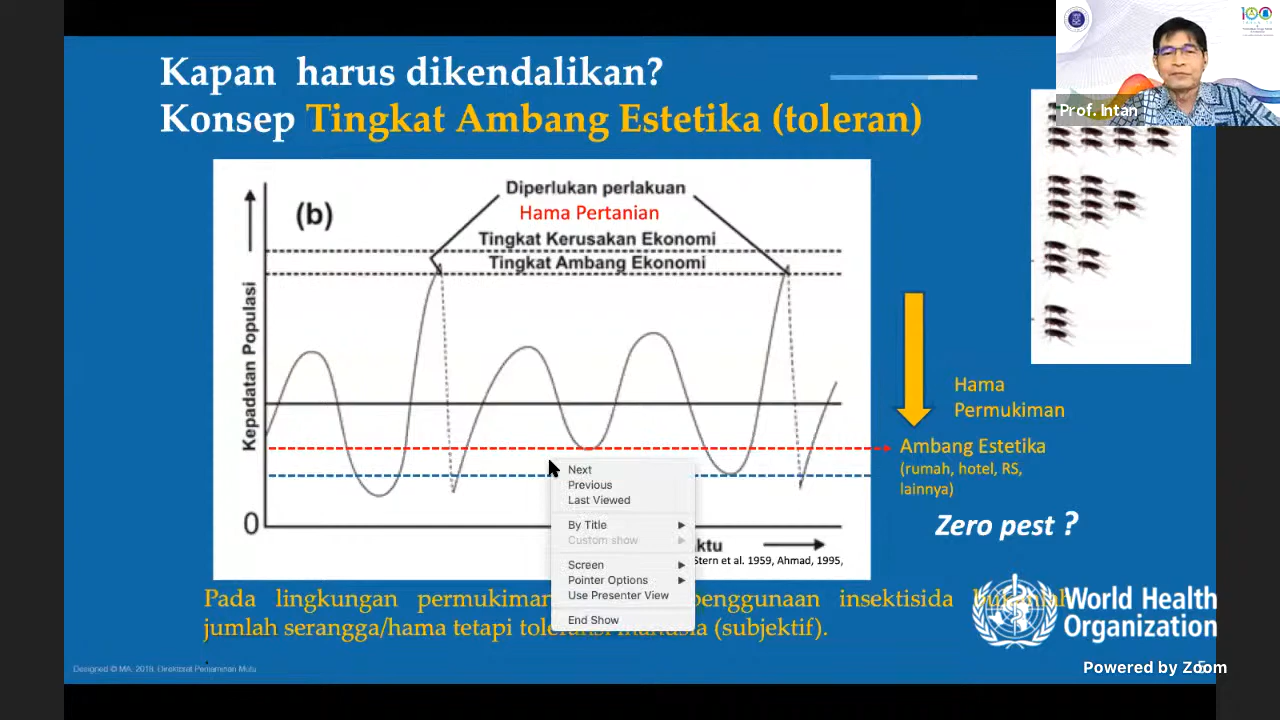 Kapan harus dikendalikan?
Konsep Tingkat Ambang Estetika (toleran)
Prof. Intan
100
(b)
Diperlukan perlakuan
Hama Pertanian
Tingkat Kerusakan Ekonomi
Tingkat Ambang Ekonomi
Kepadatan Populasi
0
Hama
Permukiman
Ambang Estetika
(rumah, hotel, RS,
lainnya)
Zero pest ?
Next
Previous
Last Viewed
By Title
Custom show
Screen
Pointer Options
Use Presenter View
End Show
ktu
Stern et al. 1959, Ahmad, 1995,
Pada lingkungan permukiman penggunaan insektisida
jumlah serangga/hama tetapi toleransi manusia (subjektif).
World Health
Organization
Designed © MA, 2018, Direktorat Penjaminan Mutu
Powered by Zoom